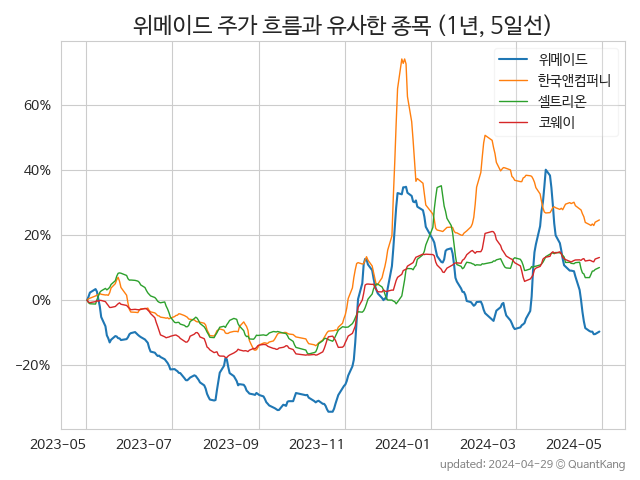 위메이드 주가 흐름과 유사한 종목 (1년, 5일선)
위메이드
한국앤컴퍼니
셀트리온
코웨이
60%
40%
20%
0%
−20%
2023-05
2023-07
2023-09
2023-11
2024-01
2024-03
2024-05
updated: 2024-04-29 © QuantKang